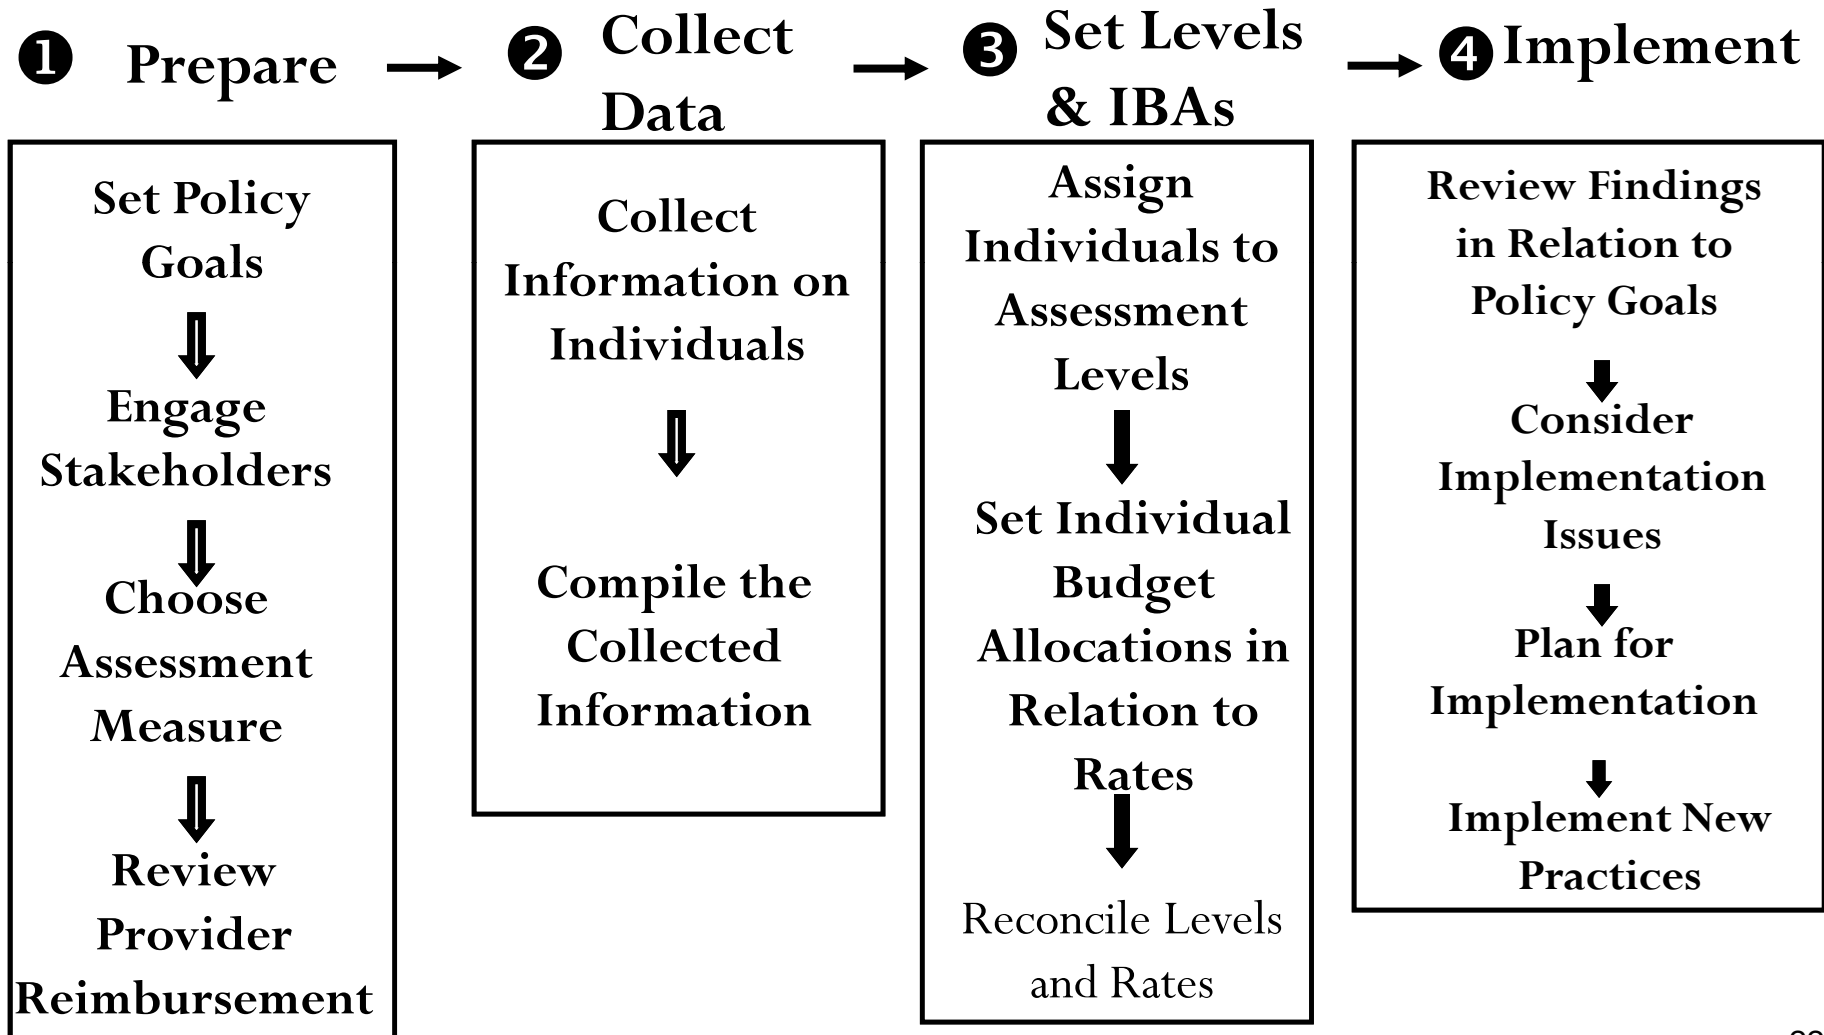 ❶ Prepare
❷ Collect
Data
❸ Set Levels
& IBAs
❹ Implement
Set Policy
Goals
Engage
Stakeholders
Choose
Assessment
Measure
Review
Provider
Reimbursement
Collect
Information on
Individuals
Compile the
Collected
Information
Assign
Individuals to
Assessment
Levels
Set Individual
Budget
Allocations in
Relation to
Rates
Reconcile Levels
and Rates
Review Findings
in Relation to
Policy Goals
Consider
Implementation
Issues
Plan for
Implementation
Implement New
Practices